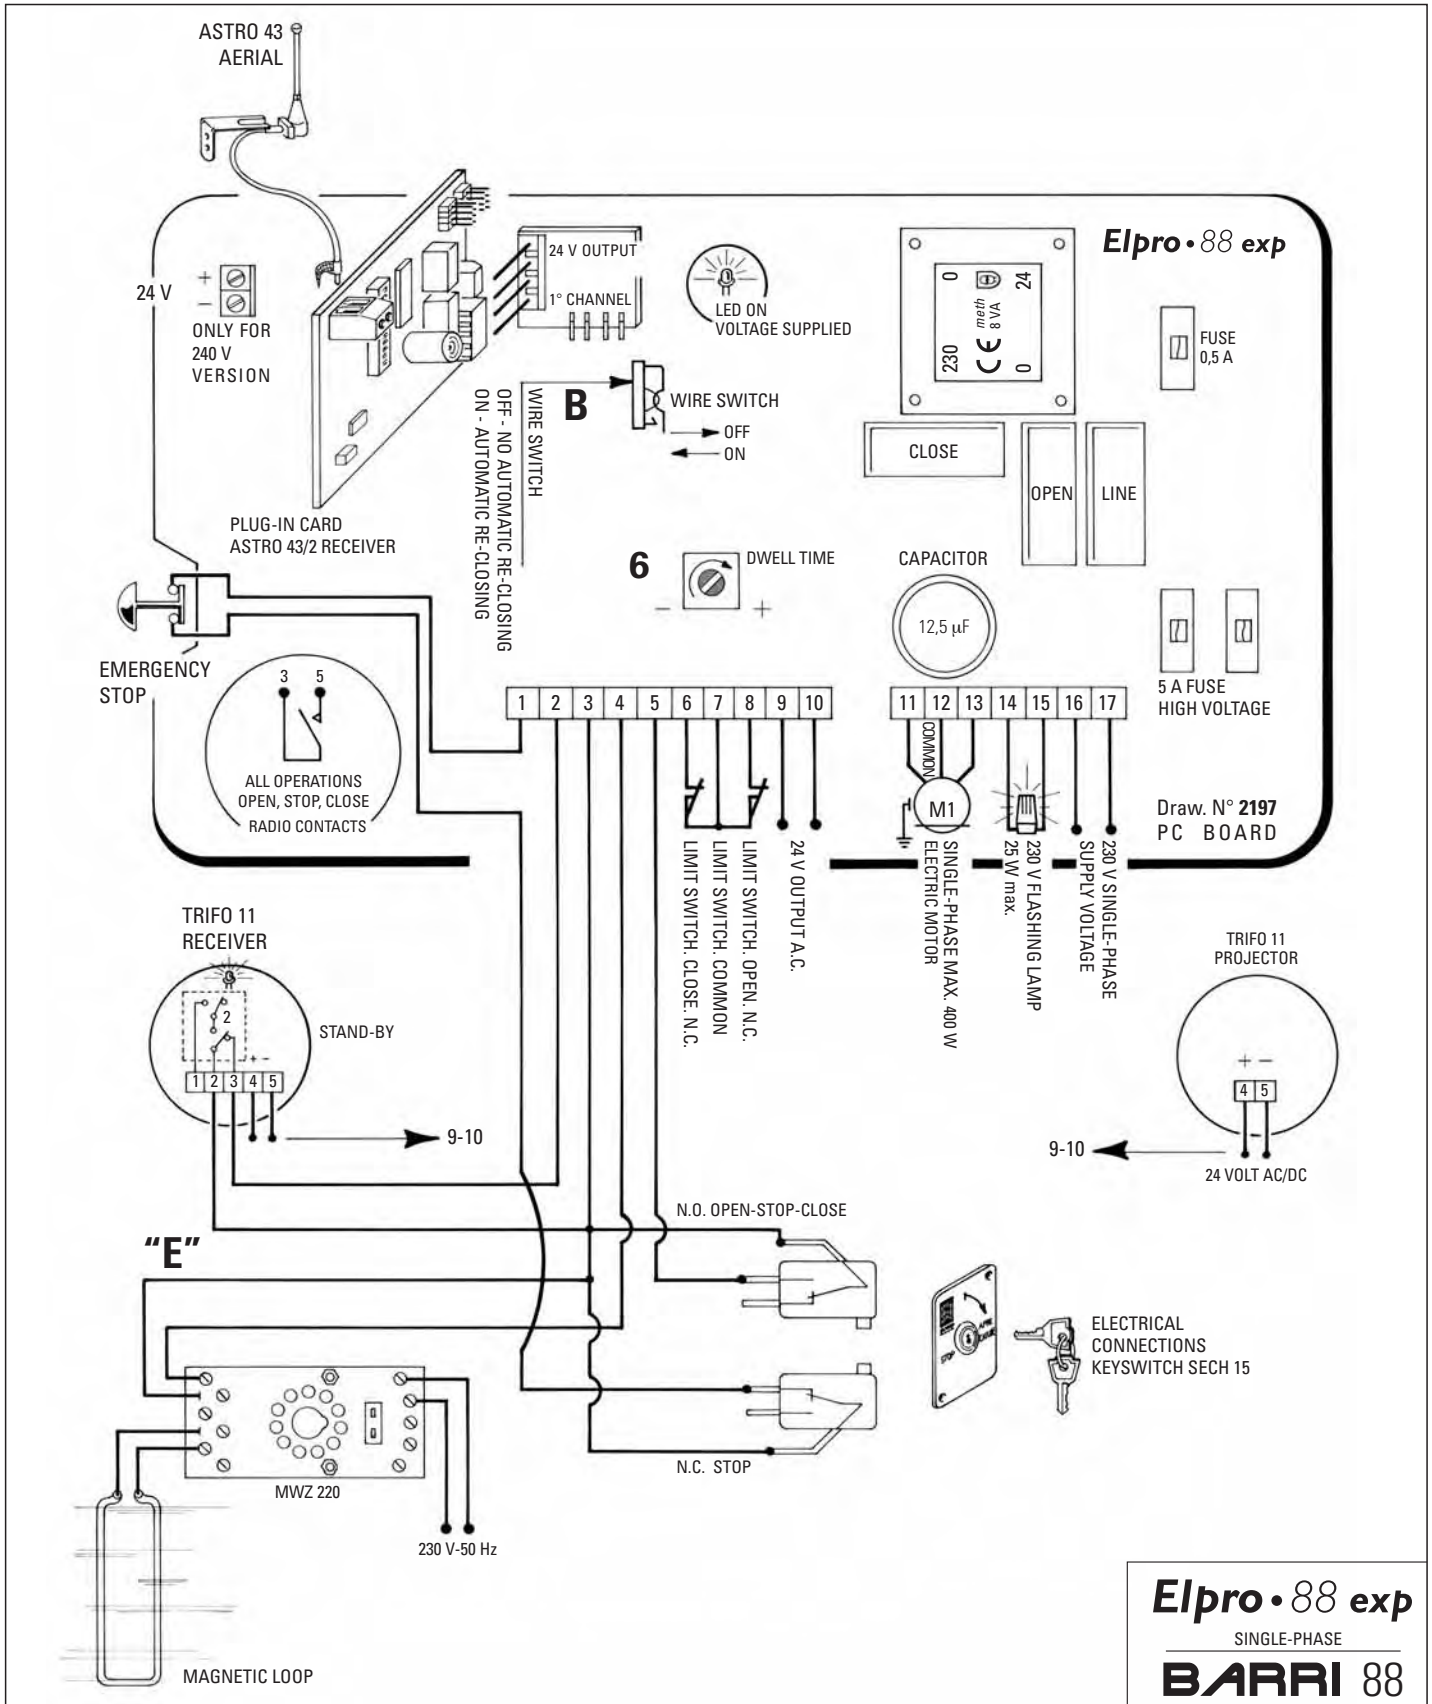 ASTRO 43
AERIAL
24 V
+
−
ONLY FOR
240 V
VERSION
24 V OUTPUT
1° CHANNEL
LED ON
VOLTAGE SUPPLIED
Elpro • 88 exp
0
24
meth
8 VA
CE
230
0
FUSE
0,5 A
WIRE SWITCH
OFF - NO AUTOMATIC RE-CLOSING
ON - AUTOMATIC RE-CLOSING
B
WIRE SWITCH
OFF
ON
CLOSE
OPEN
LINE
PLUG-IN CARD
ASTRO 43/2 RECEIVER
6
DWELL TIME
− +
CAPACITOR
12,5 µF
5 A FUSE
HIGH VOLTAGE
EMERGENCY
STOP
3 5
ALL OPERATIONS
OPEN, STOP, CLOSE
RADIO CONTACTS
1 2 3 4 5 6 7 8 9 10
11 12 13 14 15 16 17
COMMON
M1
Draw. N° 2197
PC BOARD
LIMIT SWITCH. CLOSE. N.C.
LIMIT SWITCH. COMMON
LIMIT SWITCH. OPEN. N.C.
24 V OUTPUT A.C.
SINGLE-PHASE MAX. 400 W
ELECTRIC MOTOR
230 V FLASHING LAMP
25 W max.
230 V SINGLE-PHASE
SUPPLY VOLTAGE
TRIFO 11
RECEIVER
2
STAND-BY
+ −
1 2 3 4 5
9-10
TRIFO 11
PROJECTOR
+ −
4 5
9-10
24 VOLT AC/DC
N.O. OPEN-STOP-CLOSE
"E"
STOP
ELECTRICAL
CONNECTIONS
KEYSWITCH SECH 15
N.C. STOP
MWZ 220
230 V-50 Hz
MAGNETIC LOOP
Elpro • 88 exp
SINGLE-PHASE
BARRI 88